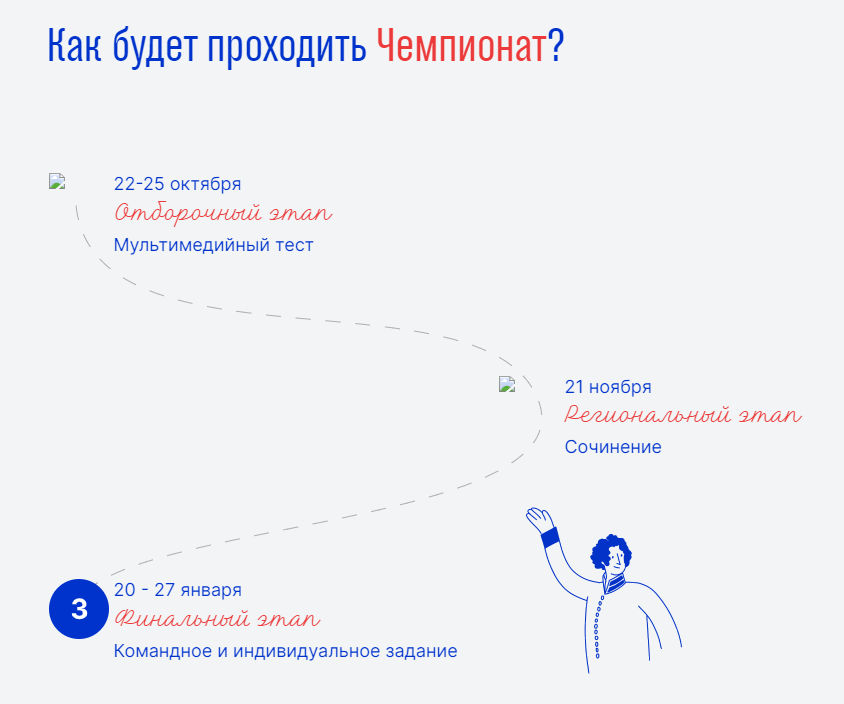 Как будет проходить Чемпионат?
22-25 октября
Отборочный этап
Мультимедийный тест
21 ноября
Региональный этап
Сочинение
3
20 - 27 января
Финальный этап
Командное и индивидуальное задание